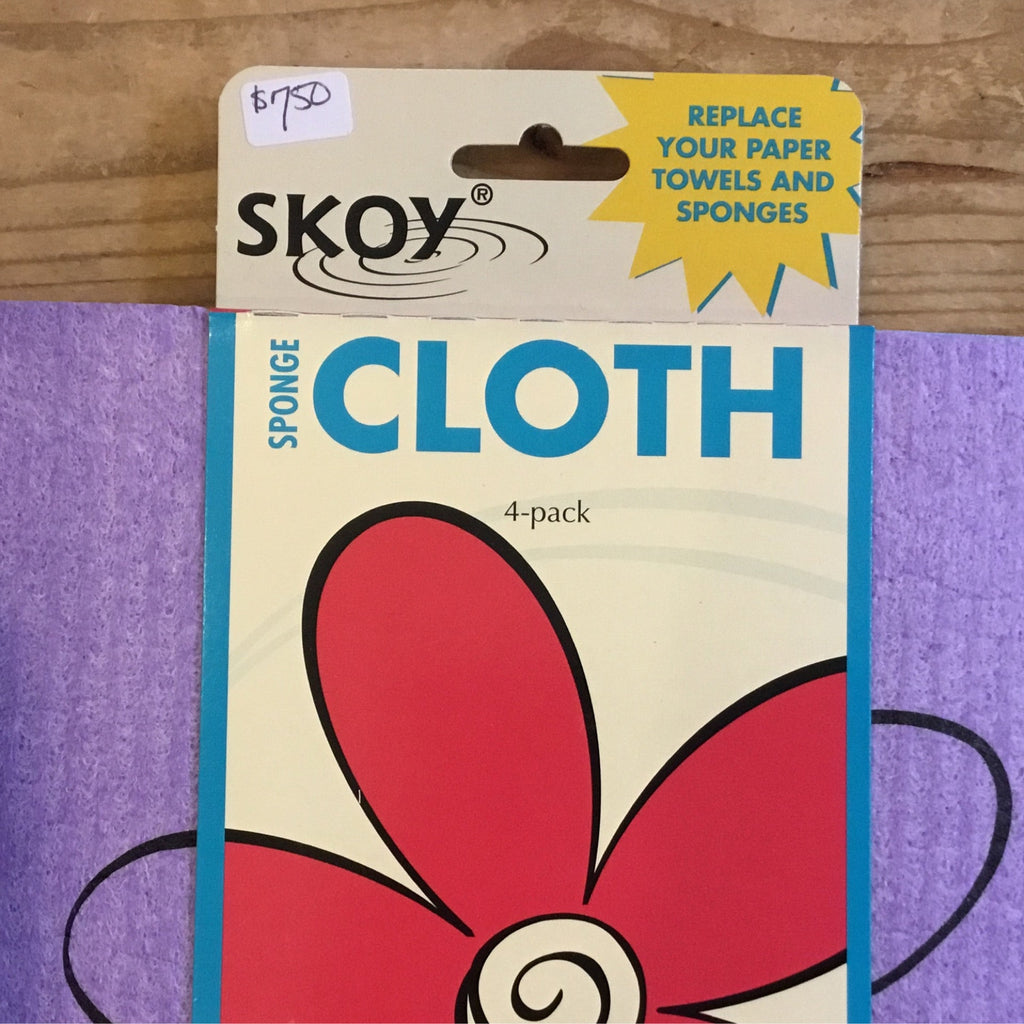 $750
REPLACE
YOUR PAPER
TOWELS AND
SPONGES
SKOY®
SPONGE
CLOTH
4-pack